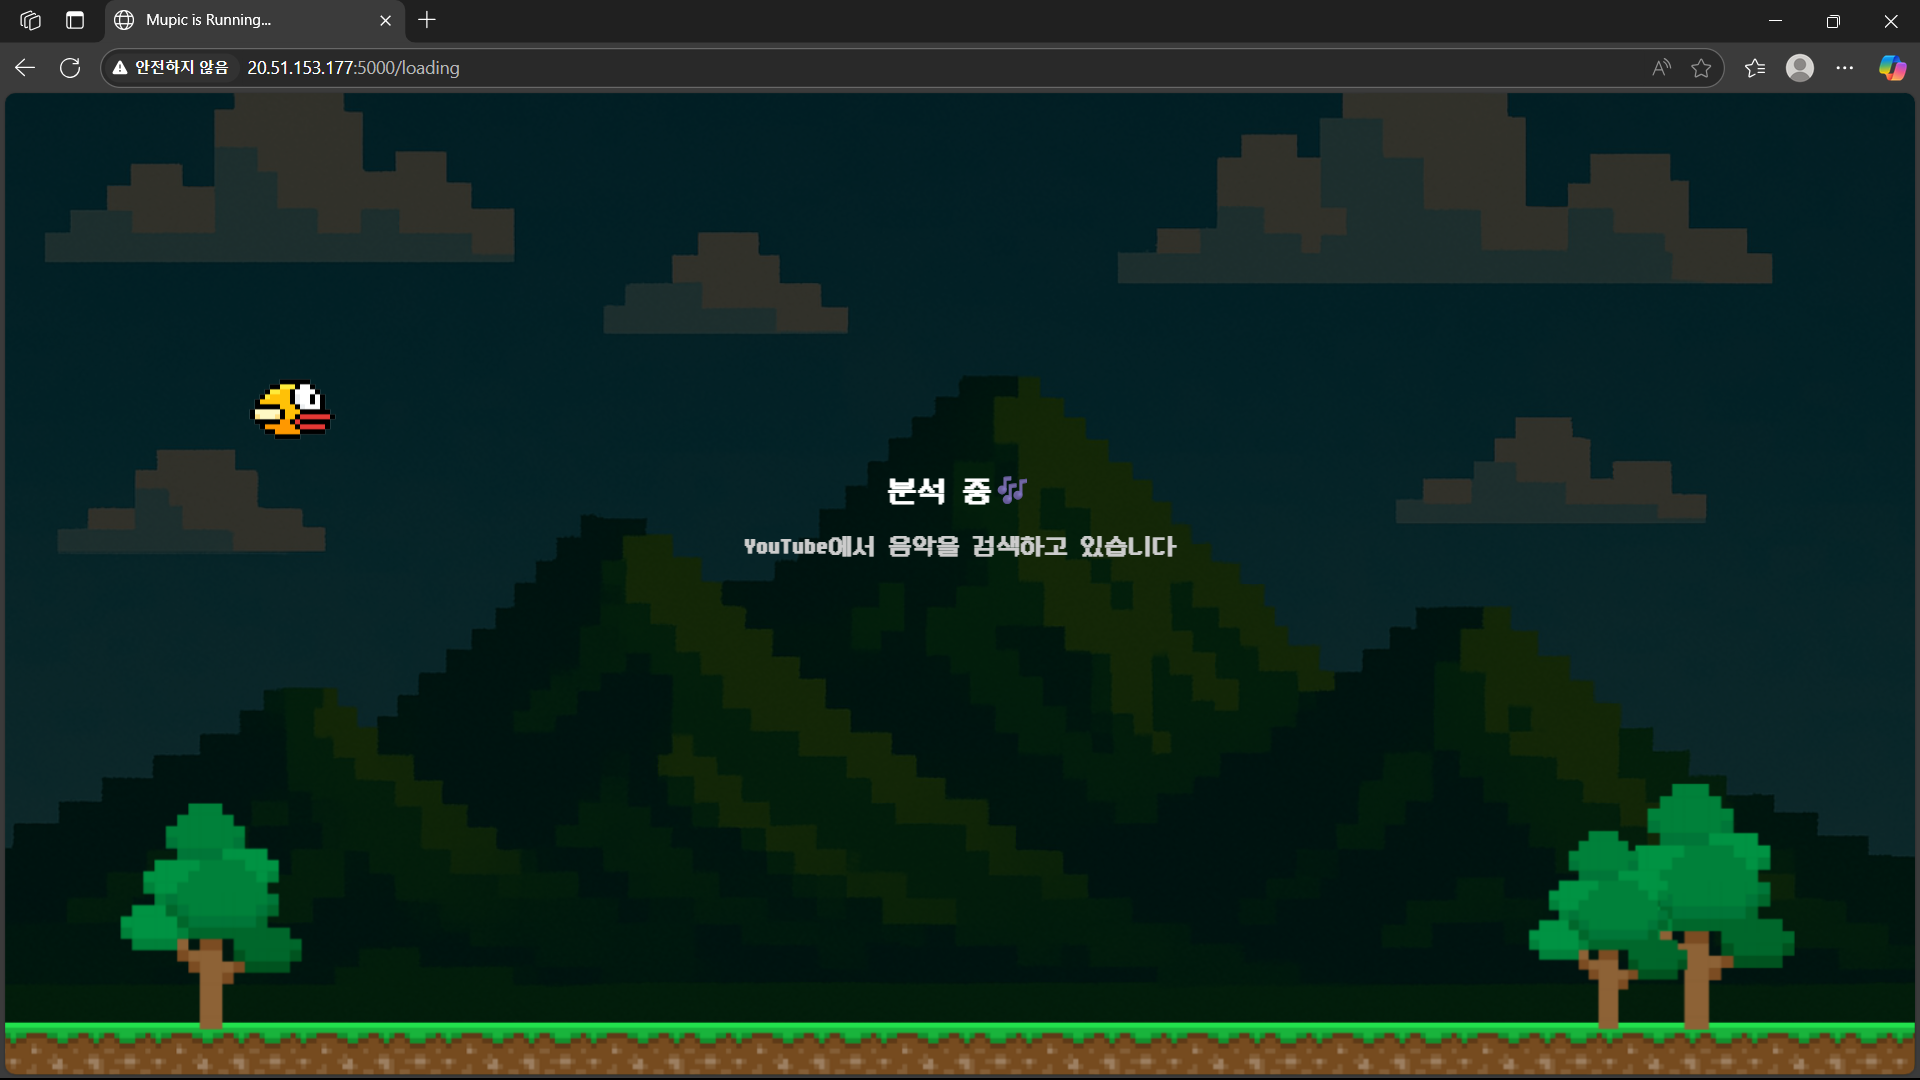 Mupic is Running...
안전하지 않음 20.51.153.177:5000/loading
분석 중🎶
YouTube에서 음악을 검색하고 있습니다